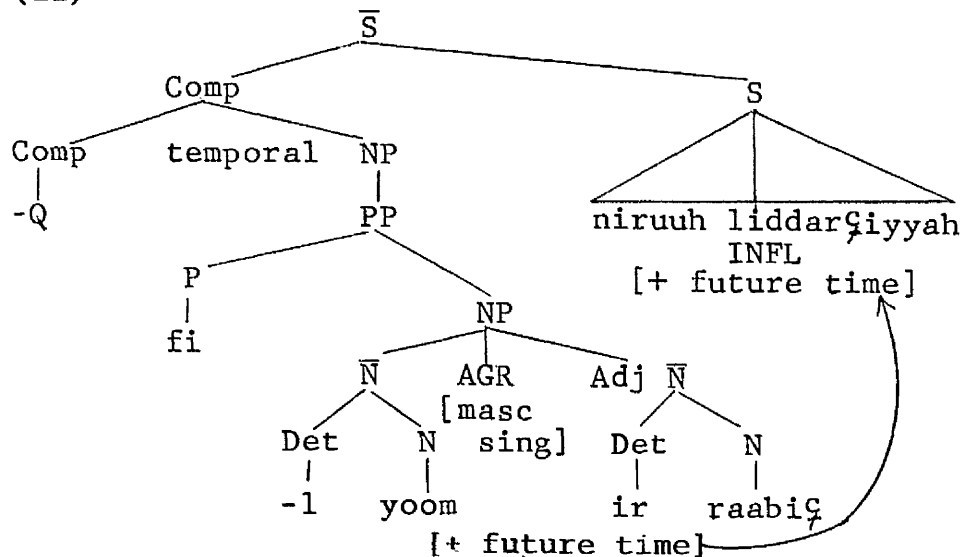 S̅
Comp S
Comp temporal NP
-Q PP niruuh liddarʕiyyah
INFL
P [+ future time]
fi NP
N̅ AGR Adj N̅
[masc
Det N sing] Det N
-l yoom ir raabiʕ
[+ future time]